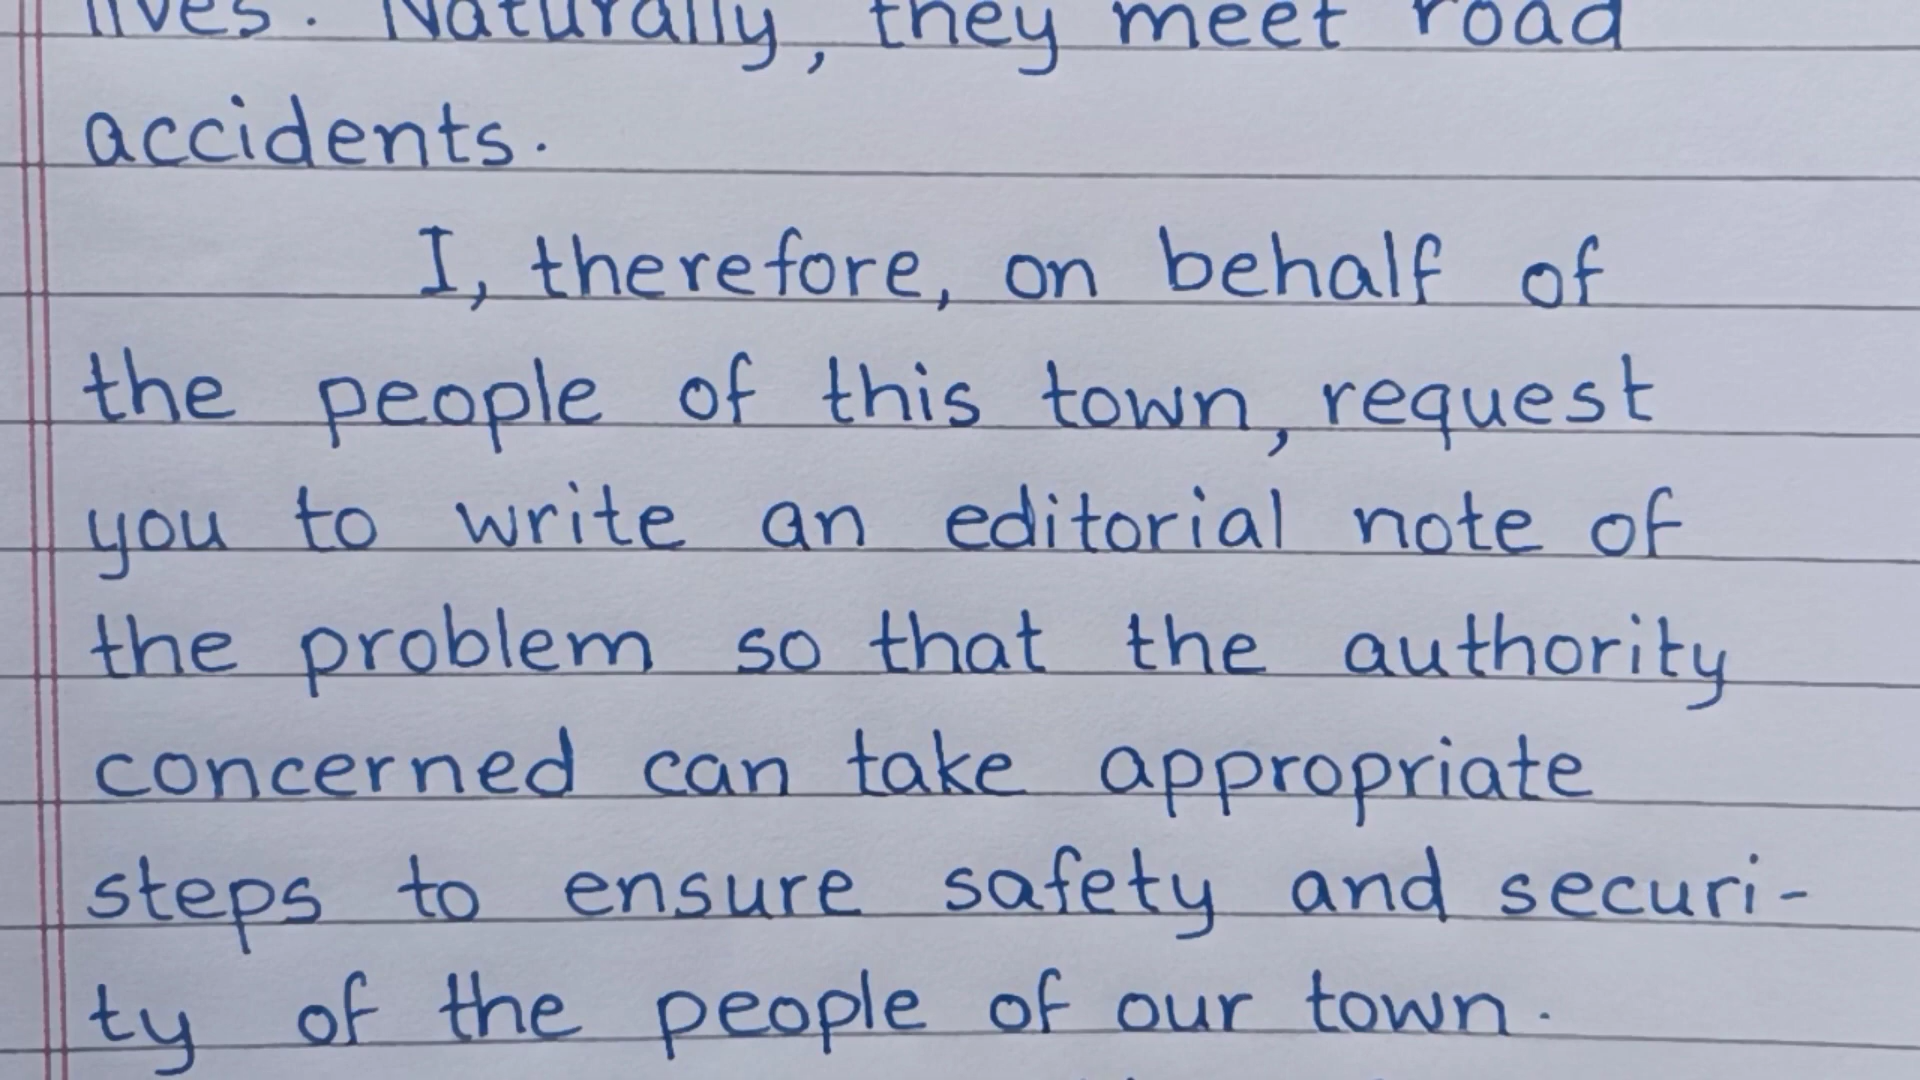 lives. Naturally, they meet road
accidents.
I, therefore, on behalf of
the people of this town, request
you to write an editorial note of
the problem so that the authority
concerned can take appropriate
steps to ensure safety and securi-
ty of the people of our town.